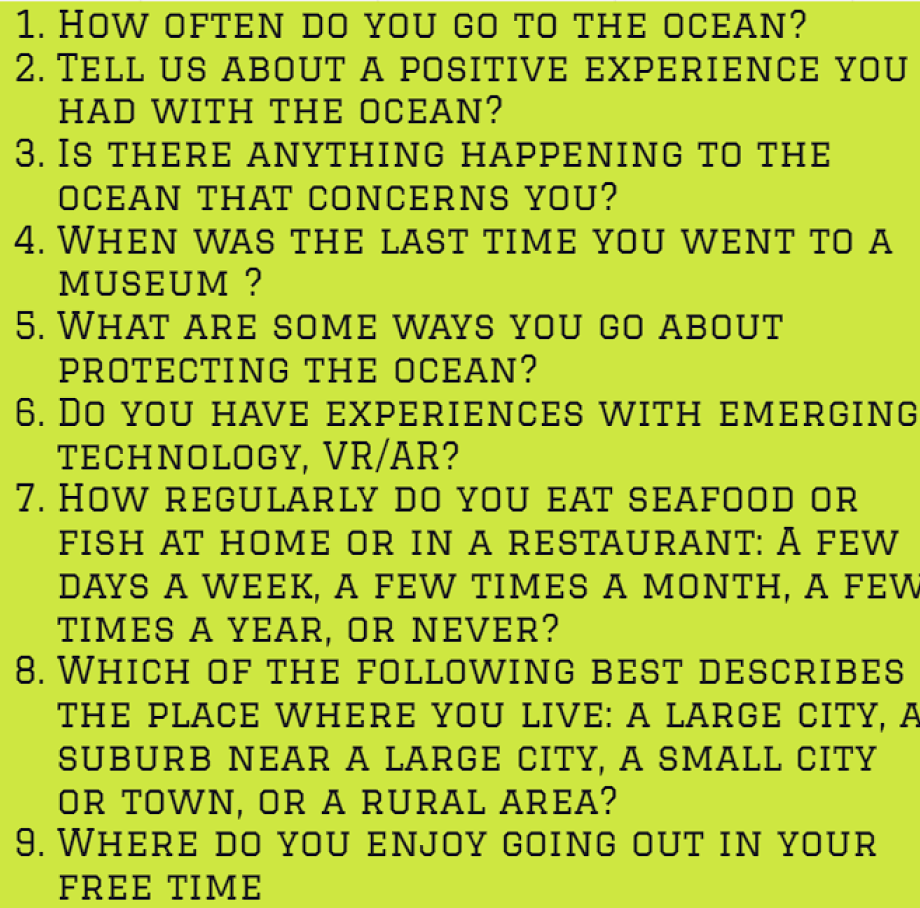 1. How often do you go to the ocean?
2. Tell us about a positive experience you
had with the ocean?
3. Is there anything happening to the
ocean that concerns you?
4. When was the last time you went to a
museum ?
5. What are some ways you go about
protecting the ocean?
6. Do you have experiences with emerging
technology, VR/AR?
7. How regularly do you eat seafood or
fish at home or in a restaurant: A few
days a week, a few times a month, a few
times a year, or never?
8. Which of the following best describes
the place where you live: a large city, a
suburb near a large city, a small city
or town, or a rural area?
9. Where do you enjoy going out in your
free time